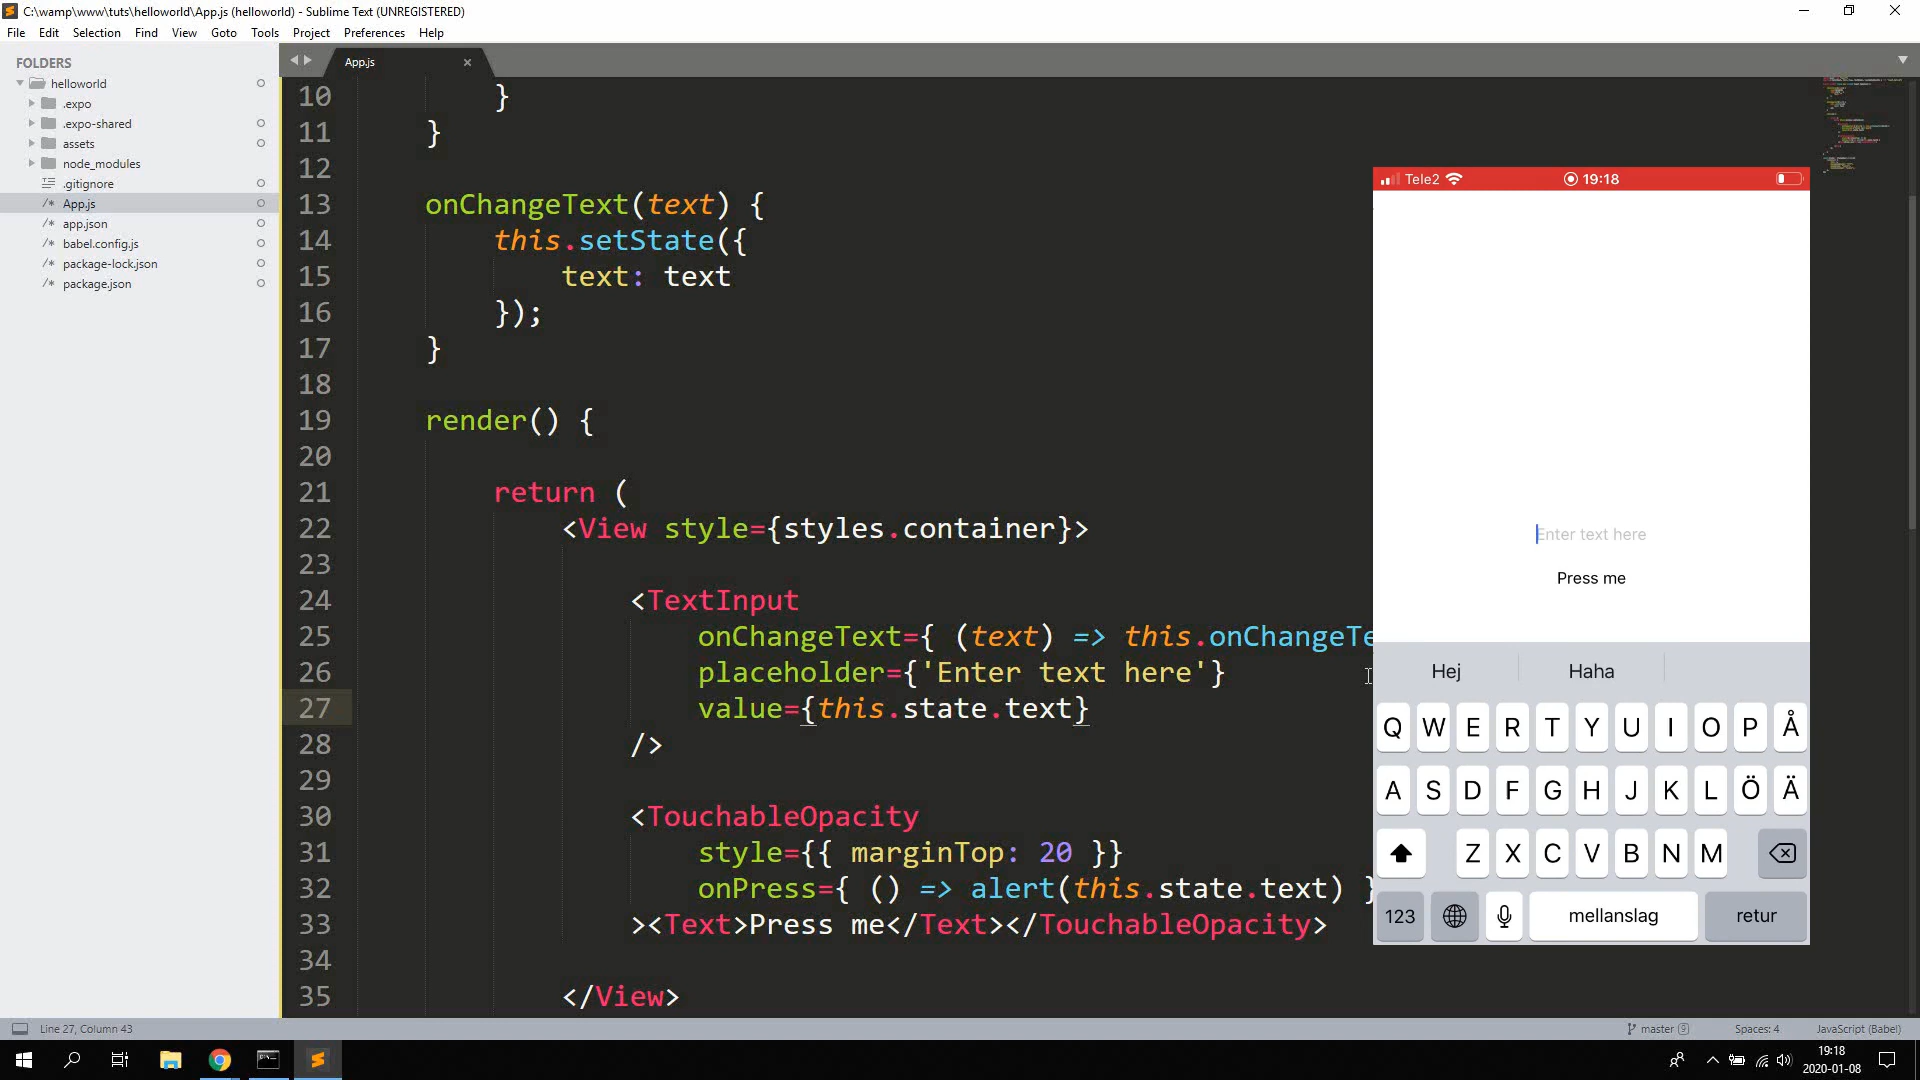 C:\wamp\www\tuts\helloworld\App.js (helloworld) - Sublime Text (UNREGISTERED)
File Edit Selection Find View Goto Tools Project Preferences Help
FOLDERS
helloworld
.expo
.expo-shared
assets
node_modules
.gitignore
/* App.js
/* app.json
/* babel.config.js
/* package-lock.json
/* package.json
App.js
10 }
11 }
12
13 onChangeText(text) {
14 this.setState({
15 text: text
16 });
17 }
18
19 render() {
20
21 return (
22 <View style={styles.container}>
23
24 <TextInput
25 onChangeText={ (text) => this.onChangeTe
26 placeholder={'Enter text here'}
27 value={this.state.text}
28 />
29
30 <TouchableOpacity
31 style={{ marginTop: 20 }}
32 onPress={ () => alert(this.state.text) }
33 ><Text>Press me</Text></TouchableOpacity>
34
35 </View>
Tele2 19:18
Enter text here
Press me
Hej Haha
Q W E R T Y U I O P Å
A S D F G H J K L Ö Ä
Z X C V B N M
123 mellanslag retur
Line 27, Column 43
master 9 Spaces: 4 JavaScript (Babel)
19:18
2020-01-08